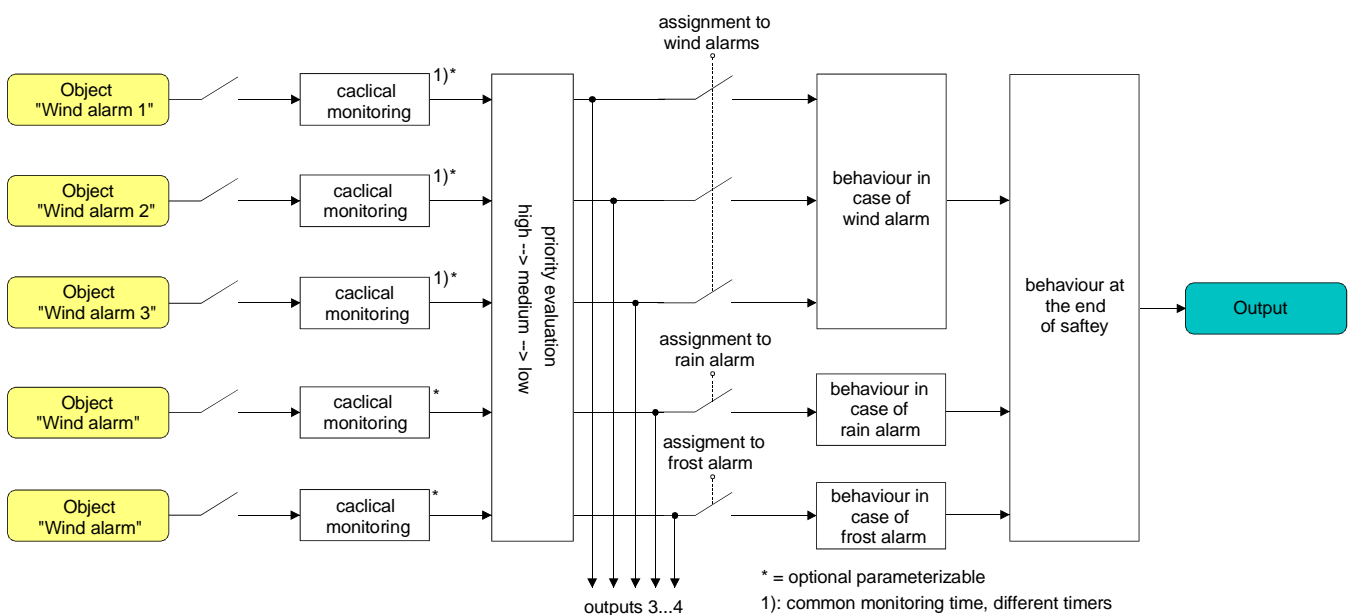 assignment to
wind alarms
Object
"Wind alarm 1"
caclical
monitoring
1)*
Object
"Wind alarm 2"
caclical
monitoring
1)*
Object
"Wind alarm 3"
caclical
monitoring
1)*
Object
"Wind alarm"
caclical
monitoring
*
Object
"Wind alarm"
caclical
monitoring
*
priority evaluation
high --> medium --> low
assignment to
rain alarm
assigment to
frost alarm
behaviour in
case of
wind alarm
behaviour in
case of
rain alarm
behaviour in
case of
frost alarm
behaviour at
the end
of saftey
Output
outputs 3...4
* = optional parameterizable
1): common monitoring time, different timers